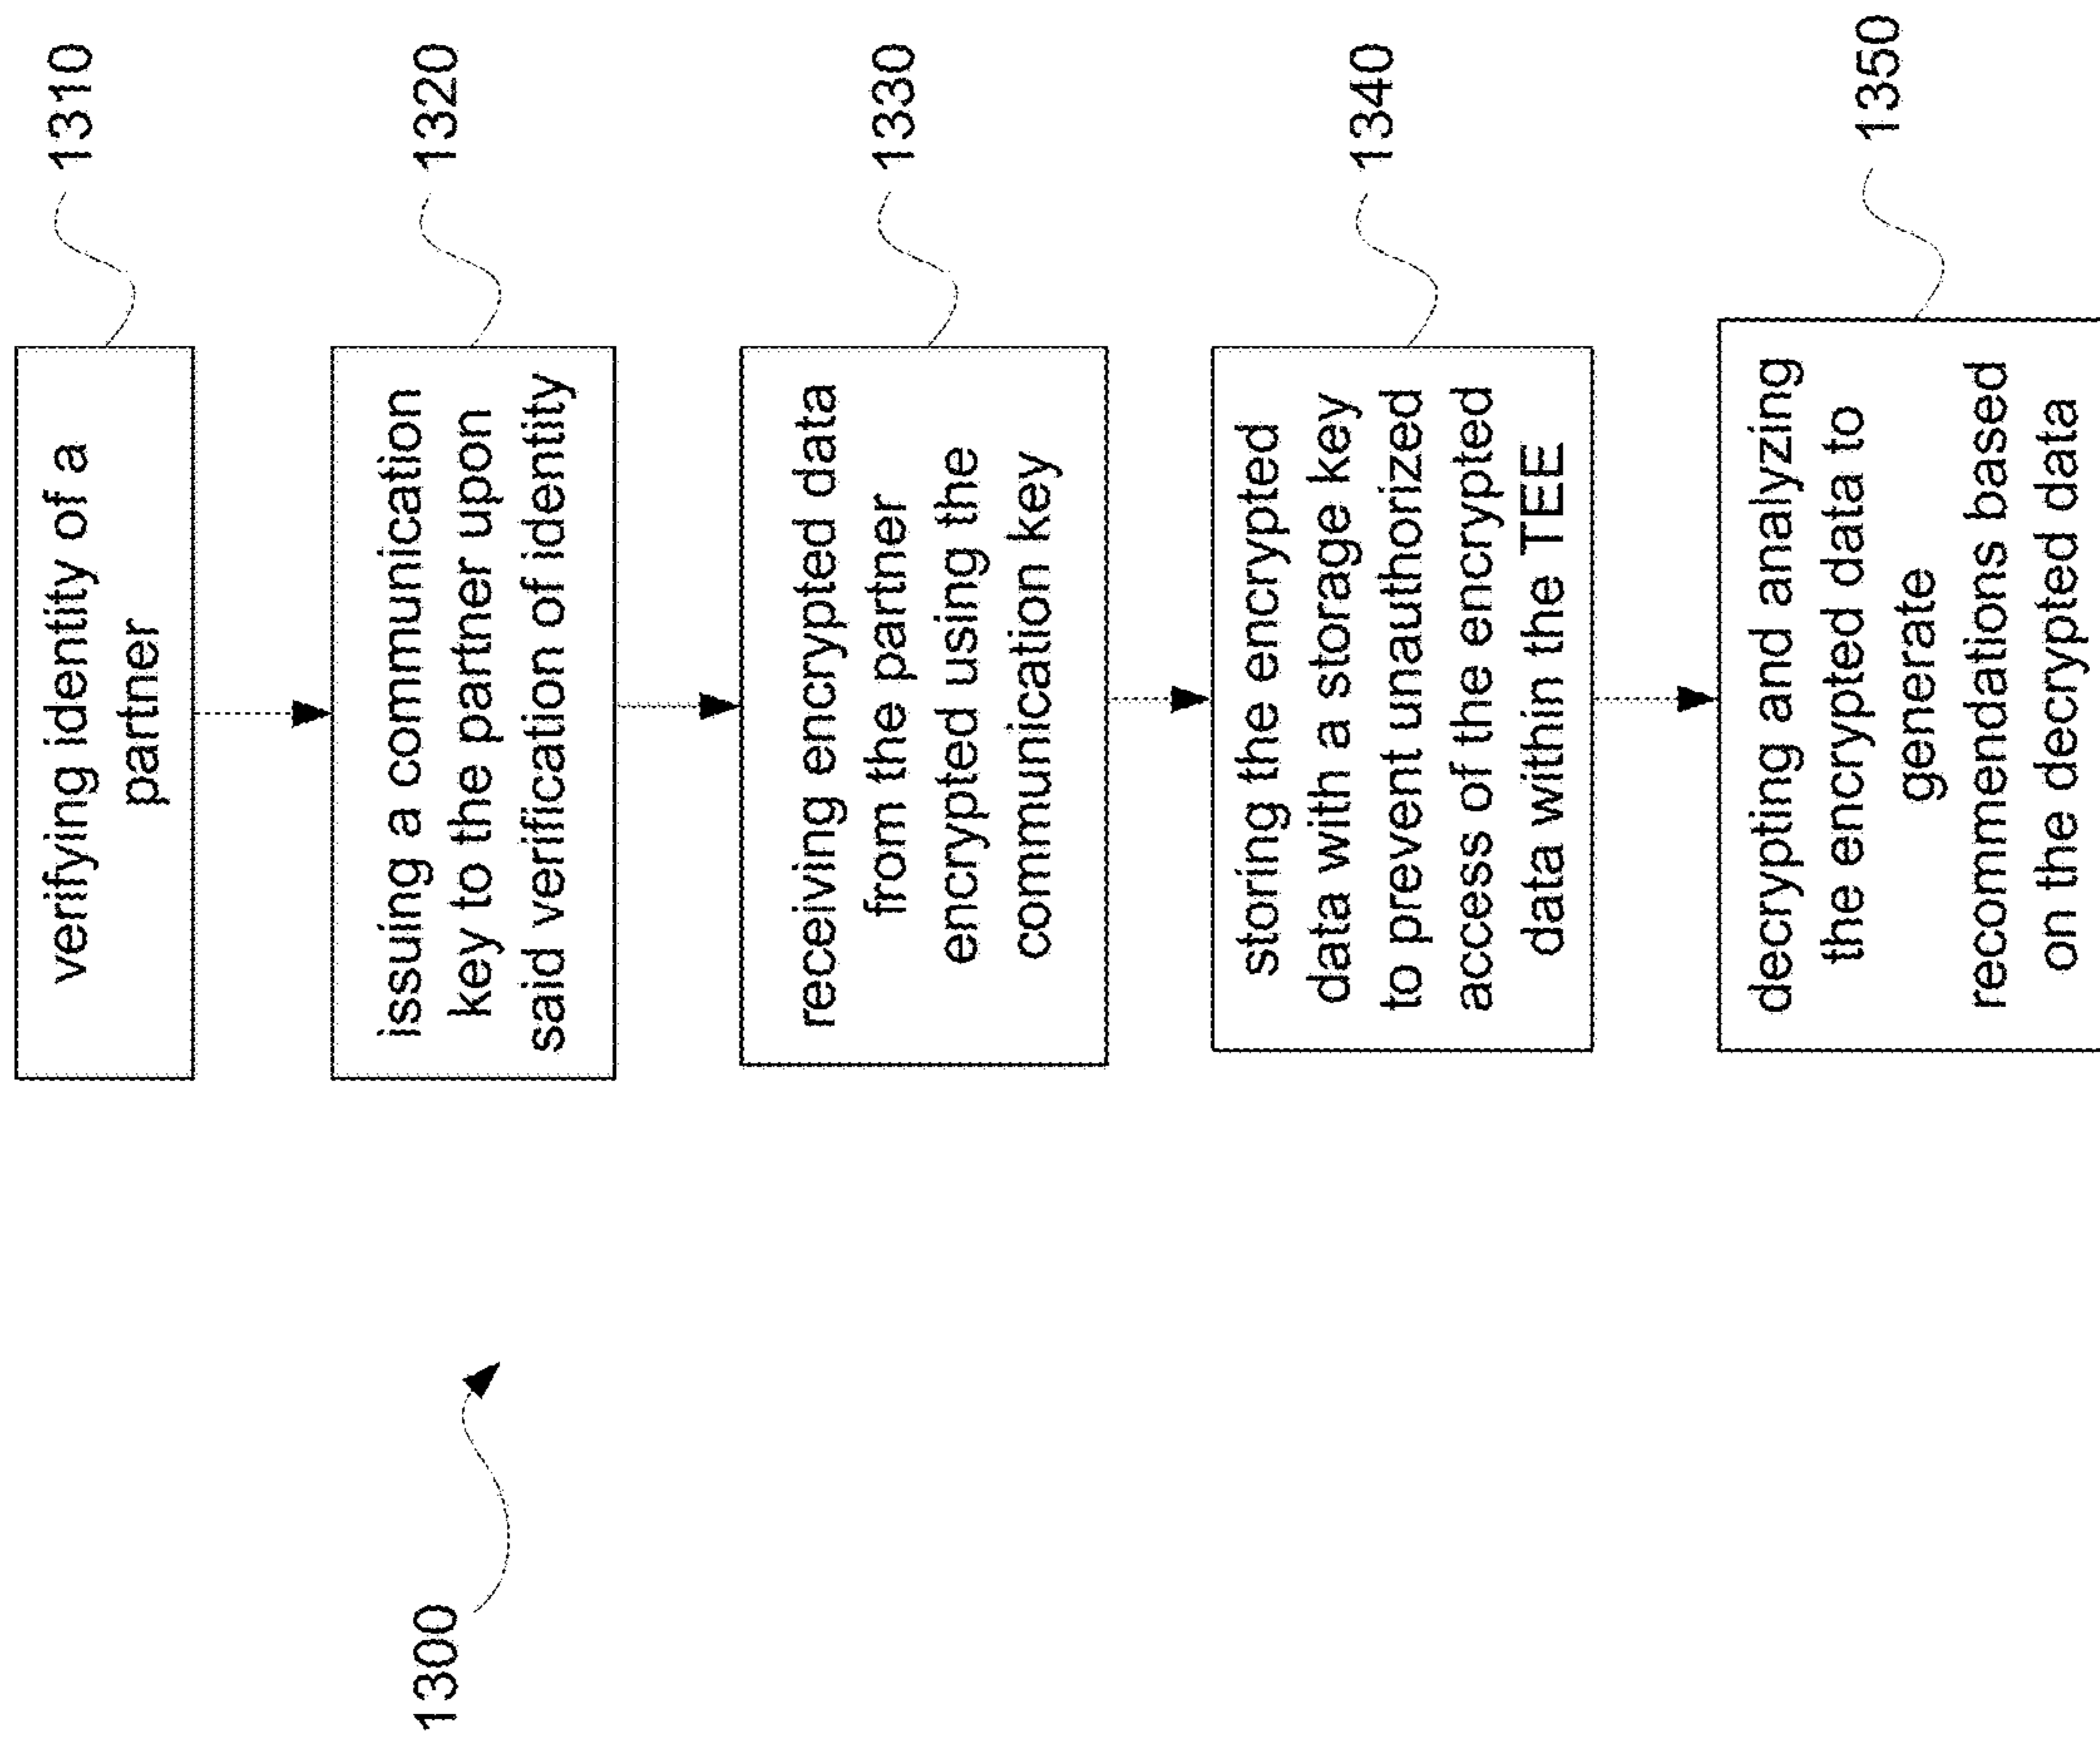 1300
verifying identity of a
partner
1310
issuing a communication
key to the partner upon
said verification of identity
1320
receiving encrypted data
from the partner
encrypted using the
communication key
1330
storing the encrypted
data with a storage key
to prevent unauthorized
access of the encrypted
data within the TEE
1340
decrypting and analyzing
the encrypted data to
generate
recommendations based
on the decrypted data
1350